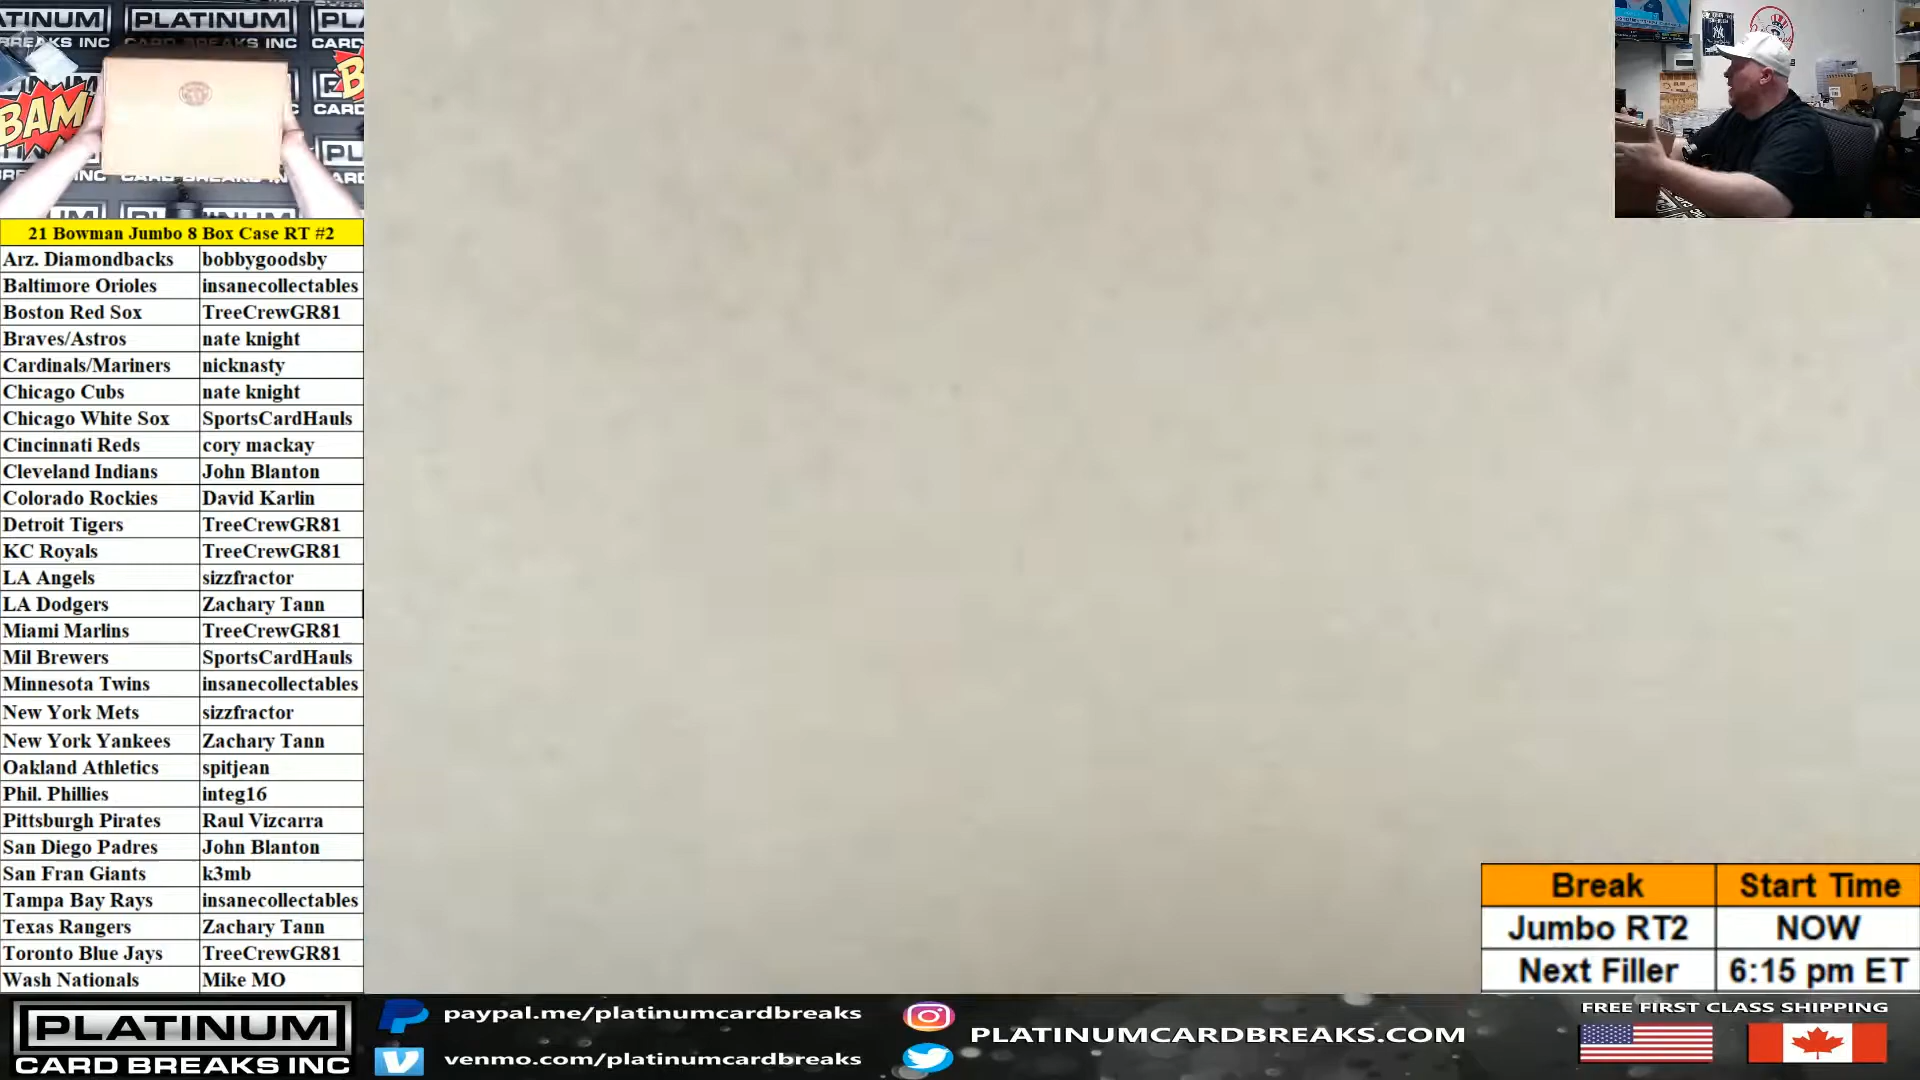 PLATINUM
CARD BREAKS INC
BAM
21 Bowman Jumbo 8 Box Case RT #2
Arz. Diamondbacks bobbygoodsby
Baltimore Orioles insanecollectables
Boston Red Sox TreeCrewGR81
Braves/Astros nate knight
Cardinals/Mariners nicknasty
Chicago Cubs nate knight
Chicago White Sox SportsCardHauls
Cincinnati Reds cory mackay
Cleveland Indians John Blanton
Colorado Rockies David Karlin
Detroit Tigers TreeCrewGR81
KC Royals TreeCrewGR81
LA Angels sizzfractor
LA Dodgers Zachary Tann
Miami Marlins TreeCrewGR81
Mil Brewers SportsCardHauls
Minnesota Twins insanecollectables
New York Mets sizzfractor
New York Yankees Zachary Tann
Oakland Athletics spitjean
Phil. Phillies integ16
Pittsburgh Pirates Raul Vizcarra
San Diego Padres John Blanton
San Fran Giants k3mb
Tampa Bay Rays insanecollectables
Texas Rangers Zachary Tann
Toronto Blue Jays TreeCrewGR81
Wash Nationals Mike MO
Break Start Time
Jumbo RT2 NOW
Next Filler 6:15 pm ET
PLATINUM
CARD BREAKS INC
paypal.me/platinumcardbreaks
venmo.com/platinumcardbreaks
PLATINUMCARDBREAKS.COM
FREE FIRST CLASS SHIPPING